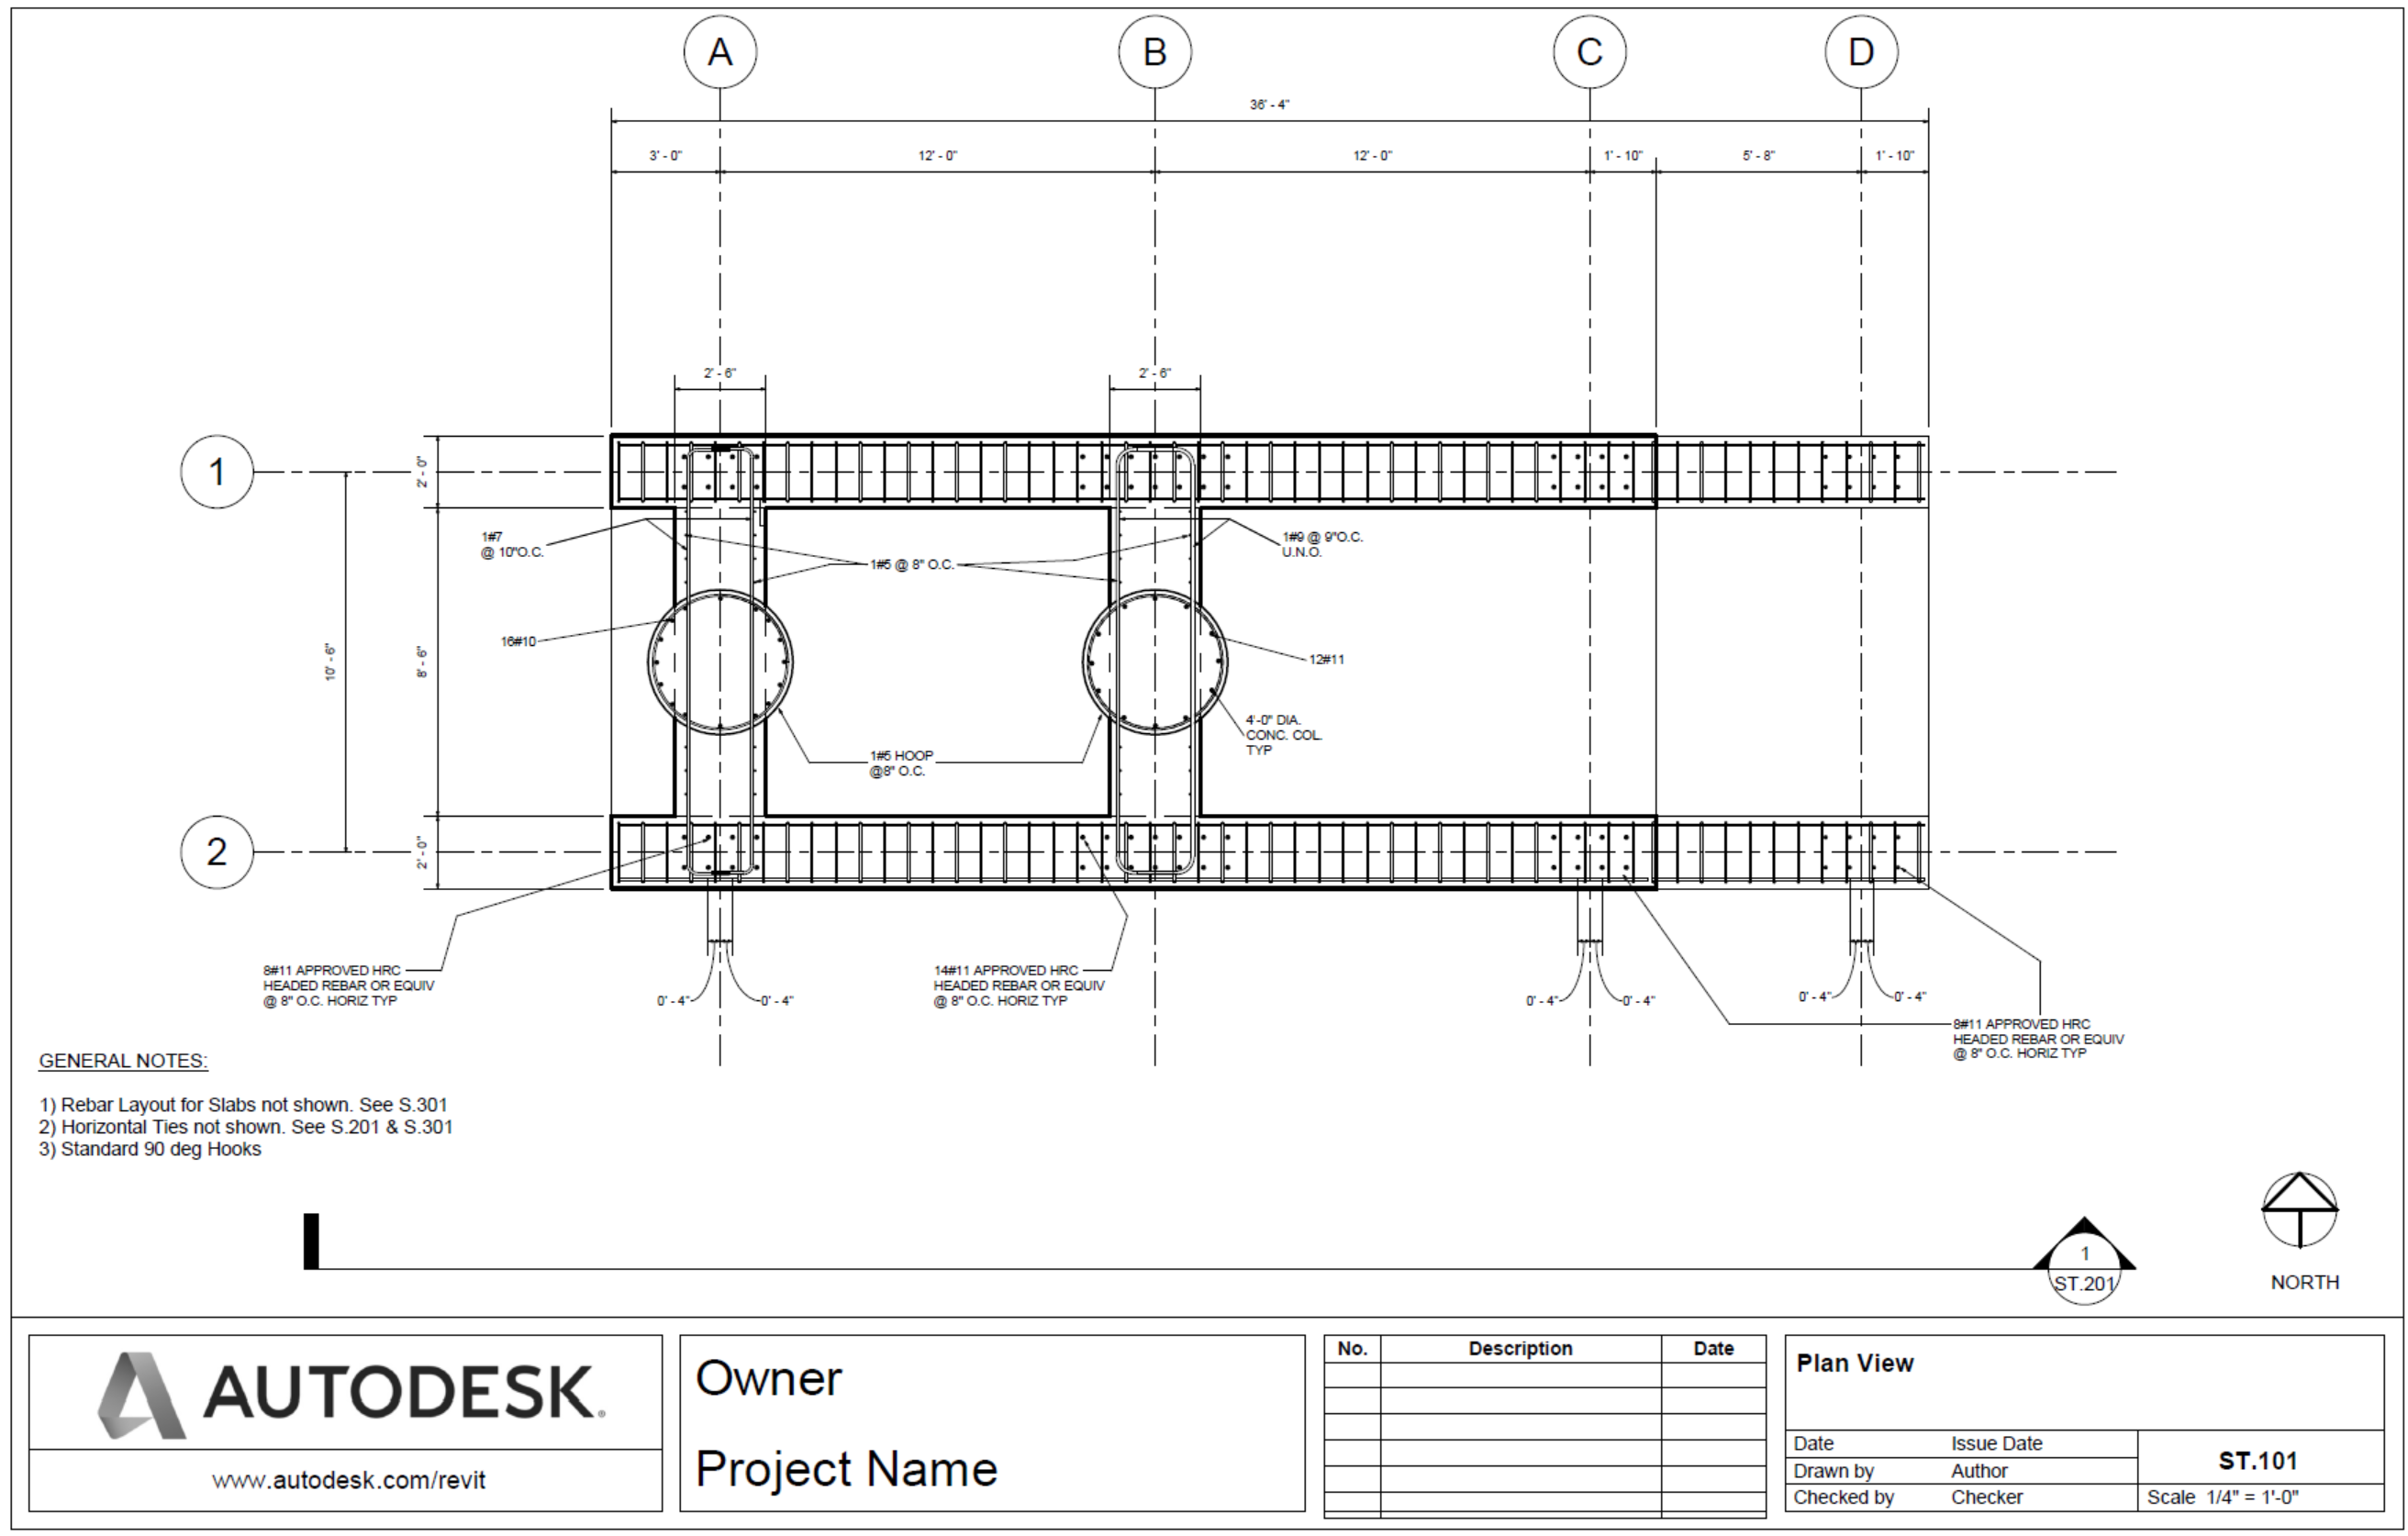 A B C D
36' - 4"
3' - 0" 12' - 0" 12' - 0" 1' - 10" 5' - 8" 1' - 10"
2' - 6" 2' - 6"
1
2' - 0"
1#7
@ 10"O.C.
1#5 @ 8" O.C.
1#9 @ 9"O.C.
U.N.O.
10' - 6"
8' - 6"
16#10
12#11
4'-0" DIA.
CONC. COL.
TYP
1#5 HOOP
@8" O.C.
2
2' - 0"
8#11 APPROVED HRC
HEADED REBAR OR EQUIV
@ 8" O.C. HORIZ TYP
0' - 4" 0' - 4"
14#11 APPROVED HRC
HEADED REBAR OR EQUIV
@ 8" O.C. HORIZ TYP
0' - 4" 0' - 4"
0' - 4" 0' - 4"
8#11 APPROVED HRC
HEADED REBAR OR EQUIV
@ 8" O.C. HORIZ TYP
GENERAL NOTES:
1) Rebar Layout for Slabs not shown. See S.301
2) Horizontal Ties not shown. See S.201 & S.301
3) Standard 90 deg Hooks
1
ST.201
NORTH
AUTODESK®
www.autodesk.com/revit
Owner
Project Name
No. Description Date
Plan View
Date Issue Date
Drawn by Author
Checked by Checker
ST.101
Scale 1/4" = 1'-0"